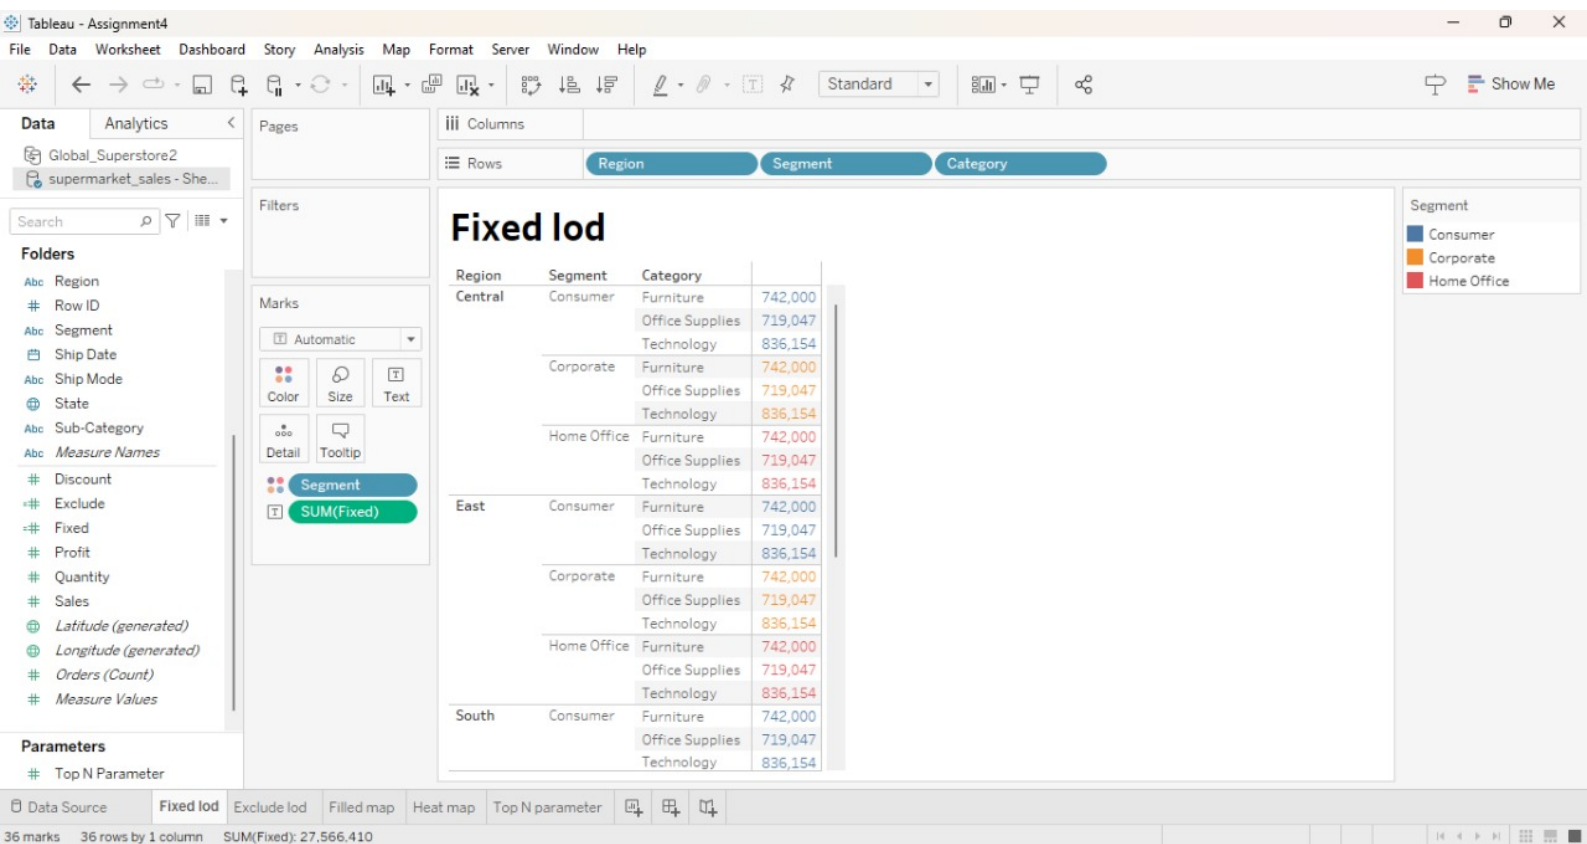 Tableau - Assignment4
File Data Worksheet Dashboard Story Analysis Map Format Server Window Help
Standard
Show Me
Data Analytics
Global_Superstore2
supermarket_sales - She...
Search
Folders
Abc Region
# Row ID
Abc Segment
Ship Date
Abc Ship Mode
State
Abc Sub-Category
Abc Measure Names
# Discount
=# Exclude
=# Fixed
# Profit
# Quantity
# Sales
Latitude (generated)
Longitude (generated)
# Orders (Count)
# Measure Values
Parameters
# Top N Parameter
Pages
Filters
Marks
Automatic
Color Size Text
Detail Tooltip
Segment
SUM(Fixed)
Columns
Rows Region Segment Category
Fixed lod
Region Segment Category
Central Consumer Furniture 742,000
Office Supplies 719,047
Technology 836,154
Corporate Furniture 742,000
Office Supplies 719,047
Technology 836,154
Home Office Furniture 742,000
Office Supplies 719,047
Technology 836,154
East Consumer Furniture 742,000
Office Supplies 719,047
Technology 836,154
Corporate Furniture 742,000
Office Supplies 719,047
Technology 836,154
Home Office Furniture 742,000
Office Supplies 719,047
Technology 836,154
South Consumer Furniture 742,000
Office Supplies 719,047
Technology 836,154
Segment
Consumer
Corporate
Home Office
Data Source Fixed lod Exclude lod Filled map Heat map Top N parameter
36 marks 36 rows by 1 column SUM(Fixed): 27,566,410